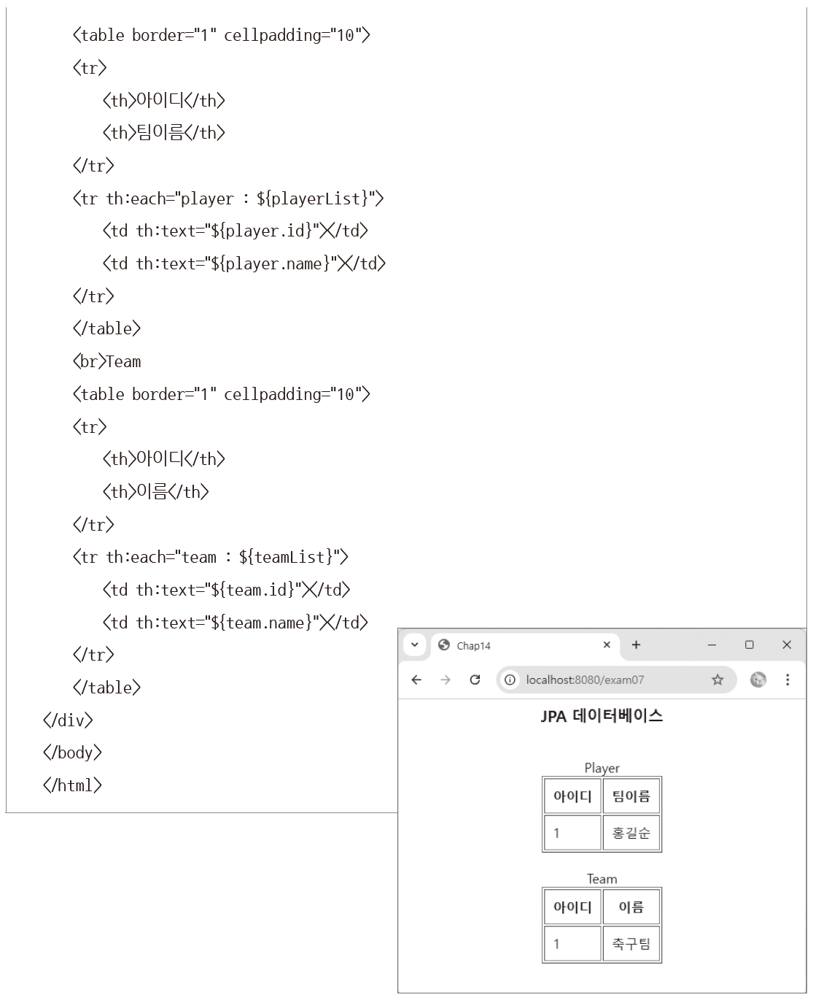 <table border="1" cellpadding="10">
<tr>
<th>아이디</th>
<th>팀이름</th>
</tr>
<tr th:each="player : ${playerList}">
<td th:text="${player.id}"></td>
<td th:text="${player.name}"></td>
</tr>
</table>
<br>Team
<table border="1" cellpadding="10">
<tr>
<th>아이디</th>
<th>이름</th>
</tr>
<tr th:each="team : ${teamList}">
<td th:text="${team.id}"></td>
<td th:text="${team.name}"></td>
</tr>
</table>
</div>
</body>
</html>
Chap14
localhost:8080/exam07
JPA 데이터베이스
Player
아이디 팀이름
1 홍길순
Team
아이디 이름
1 축구팀